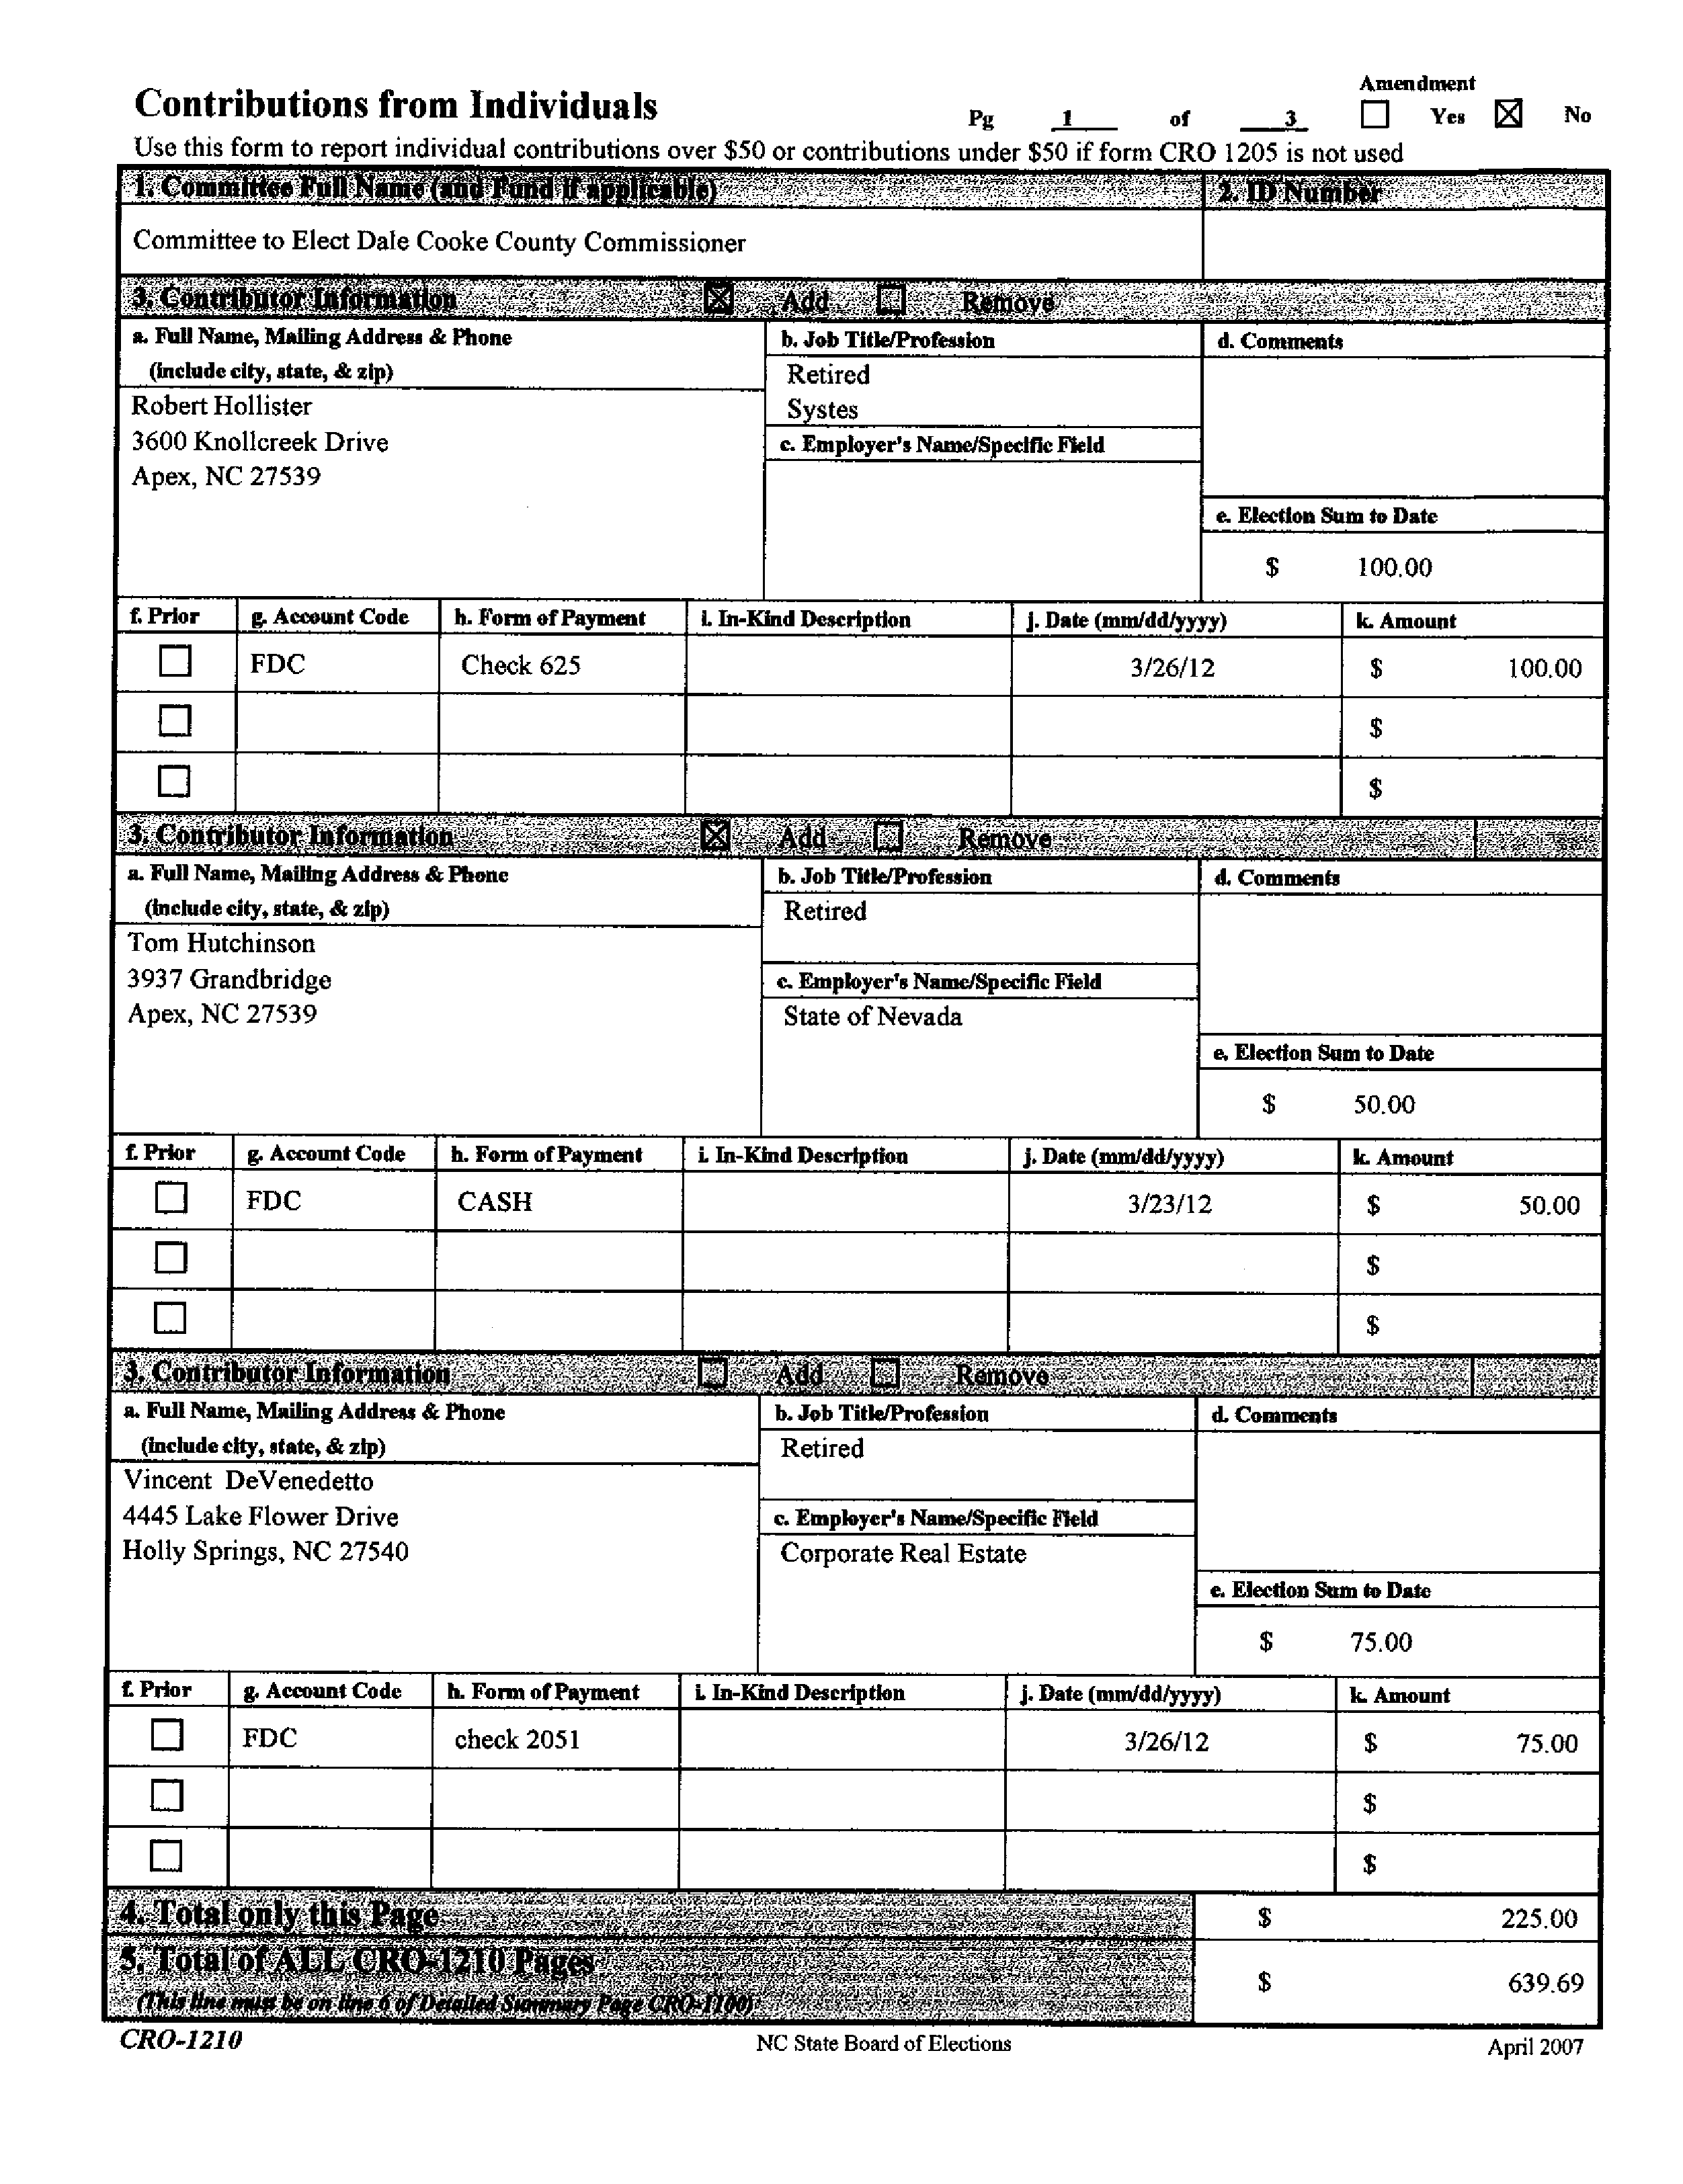 Amendment
Contributions from Individuals Pg 1 of 3 Yes No
Use this form to report individual contributions over $50 or contributions under $50 if form CRO 1205 is not used
1. Committee Full Name (and Fund if applicable) 2. ID Number
Committee to Elect Dale Cooke County Commissioner
3. Contributor Information Add Remove
a. Full Name, Mailing Address & Phone b. Job Title/Profession d. Comments
(include city, state, & zip) Retired
Robert Hollister Systes
3600 Knollcreek Drive c. Employer's Name/Specific Field
Apex, NC 27539
e. Election Sum to Date
$ 100.00
f. Prior g. Account Code h. Form of Payment i. In-Kind Description j. Date (mm/dd/yyyy) k. Amount
FDC Check 625 3/26/12 $ 100.00
$
$
3. Contributor Information Add Remove
a. Full Name, Mailing Address & Phone b. Job Title/Profession d. Comments
(include city, state, & zip) Retired
Tom Hutchinson
3937 Grandbridge c. Employer's Name/Specific Field
Apex, NC 27539 State of Nevada
e. Election Sum to Date
$ 50.00
f. Prior g. Account Code h. Form of Payment i. In-Kind Description j. Date (mm/dd/yyyy) k. Amount
FDC CASH 3/23/12 $ 50.00
$
$
3. Contributor Information Add Remove
a. Full Name, Mailing Address & Phone b. Job Title/Profession d. Comments
(include city, state, & zip) Retired
Vincent DeVenedetto
4445 Lake Flower Drive c. Employer's Name/Specific Field
Holly Springs, NC 27540 Corporate Real Estate
e. Election Sum to Date
$ 75.00
f. Prior g. Account Code h. Form of Payment i. In-Kind Description j. Date (mm/dd/yyyy) k. Amount
FDC check 2051 3/26/12 $ 75.00
$
$
4. Total only this Page $ 225.00
5. Total of ALL CRO-1210 Pages $ 639.69
(This line must be on line 6 of Detailed Summary Page CRO-1100)
CRO-1210 NC State Board of Elections April 2007